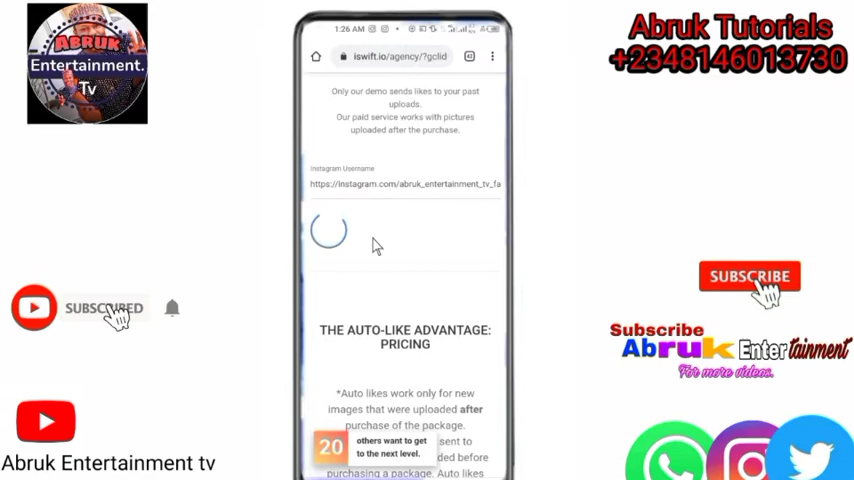 ABRUK
Entertainment.
Tv
1:26 AM
iswift.io/agency/?gclid
42
Only our demo sends likes to your past
uploads.
Our paid service works with pictures
uploaded after the purchase.
Instagram Username
https://instagram.com/abruk_entertainment_tv_fa
THE AUTO-LIKE ADVANTAGE:
PRICING
*Auto likes work only for new
images that were uploaded after
purchase of the package.
sent to
ded before
purchasing a package. Auto likes
20
others want to get
to the next level.
SUBSCRIBED
Abruk Entertainment tv
Abruk Tutorials
+2348146013730
SUBSCRIBE
Subscribe
Abruk Entertainment
For more videos.